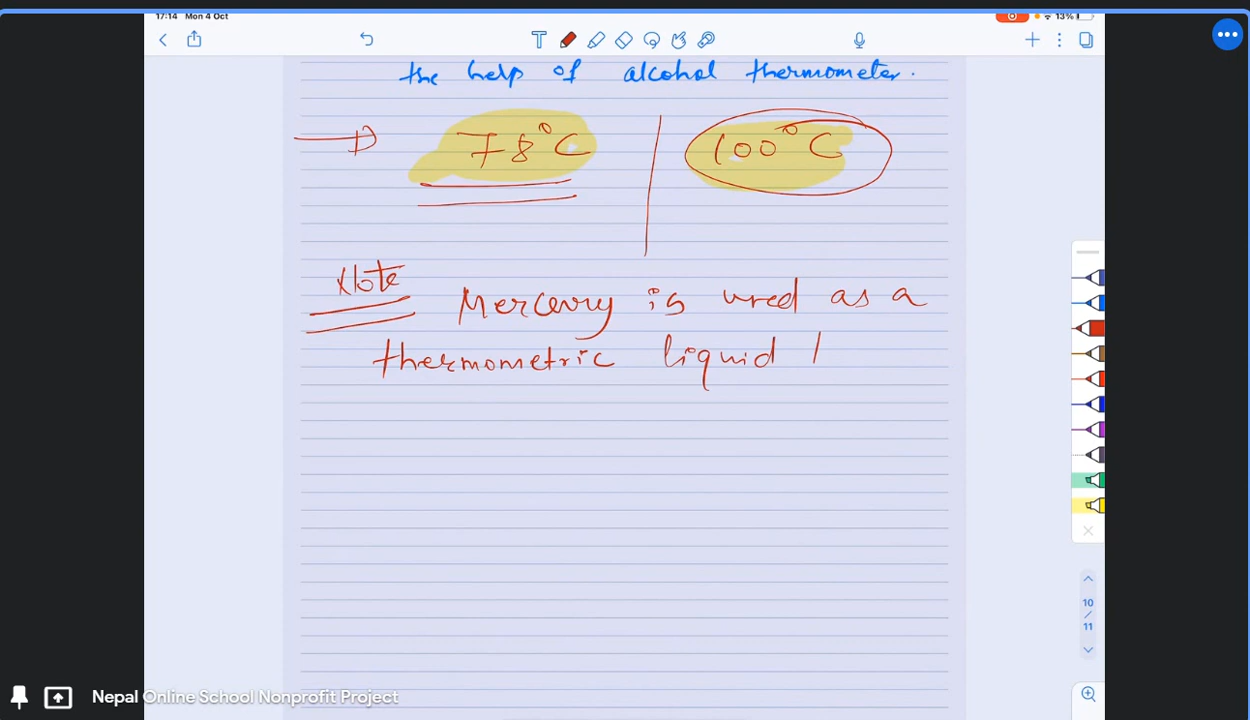 17:14 Mon 4 Oct
13%
the help of alcohol thermometer.
78°C
100°C
Note
Mercury is used as a
thermometric liquid
10
/
11
Nepal Online School Nonprofit Project